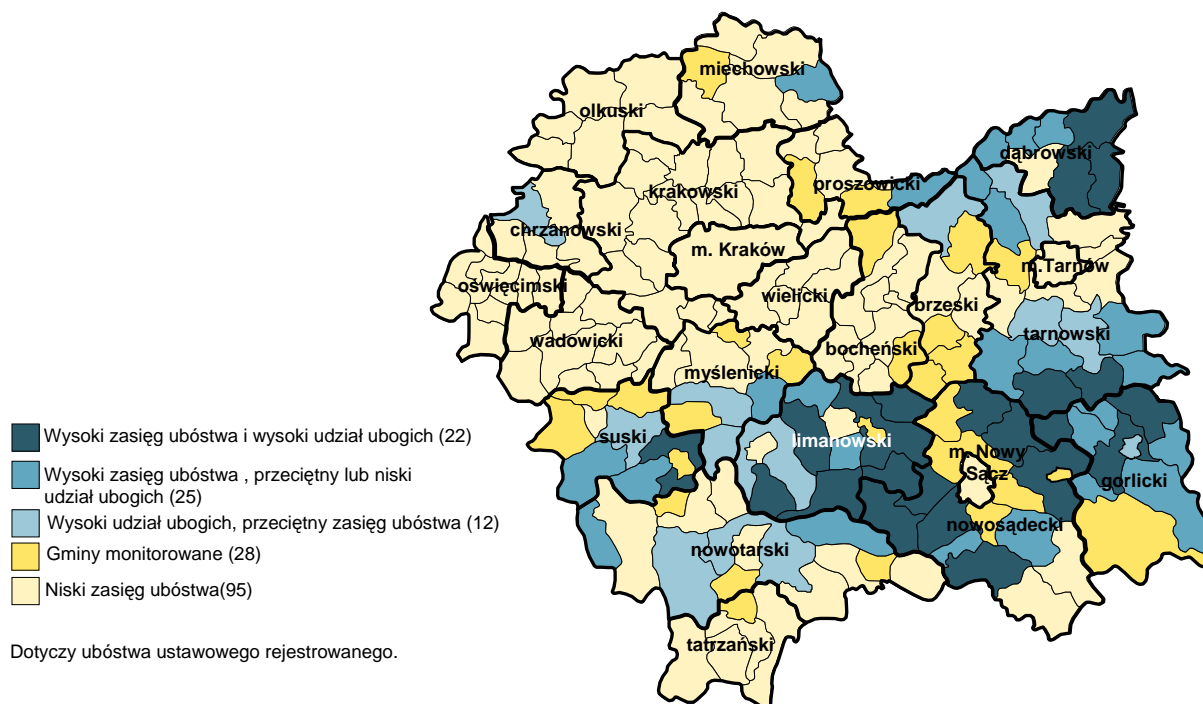 miechowski
olkuski
dąbrowski
krakowski
proszowicki
chrzanowski
m. Kraków
m.Tarnów
oświęcimski
wielicki
brzeski
wadowicki
bocheński
tarnowski
myślenicki
suski
limanowski
m. Nowy
Sącz
gorlicki
nowosądecki
nowotarski
tatrzański
Wysoki zasięg ubóstwa i wysoki udział ubogich (22)
Wysoki zasięg ubóstwa , przeciętny lub niski
udział ubogich (25)
Wysoki udział ubogich, przeciętny zasięg ubóstwa (12)
Gminy monitorowane (28)
Niski zasięg ubóstwa(95)
Dotyczy ubóstwa ustawowego rejestrowanego.